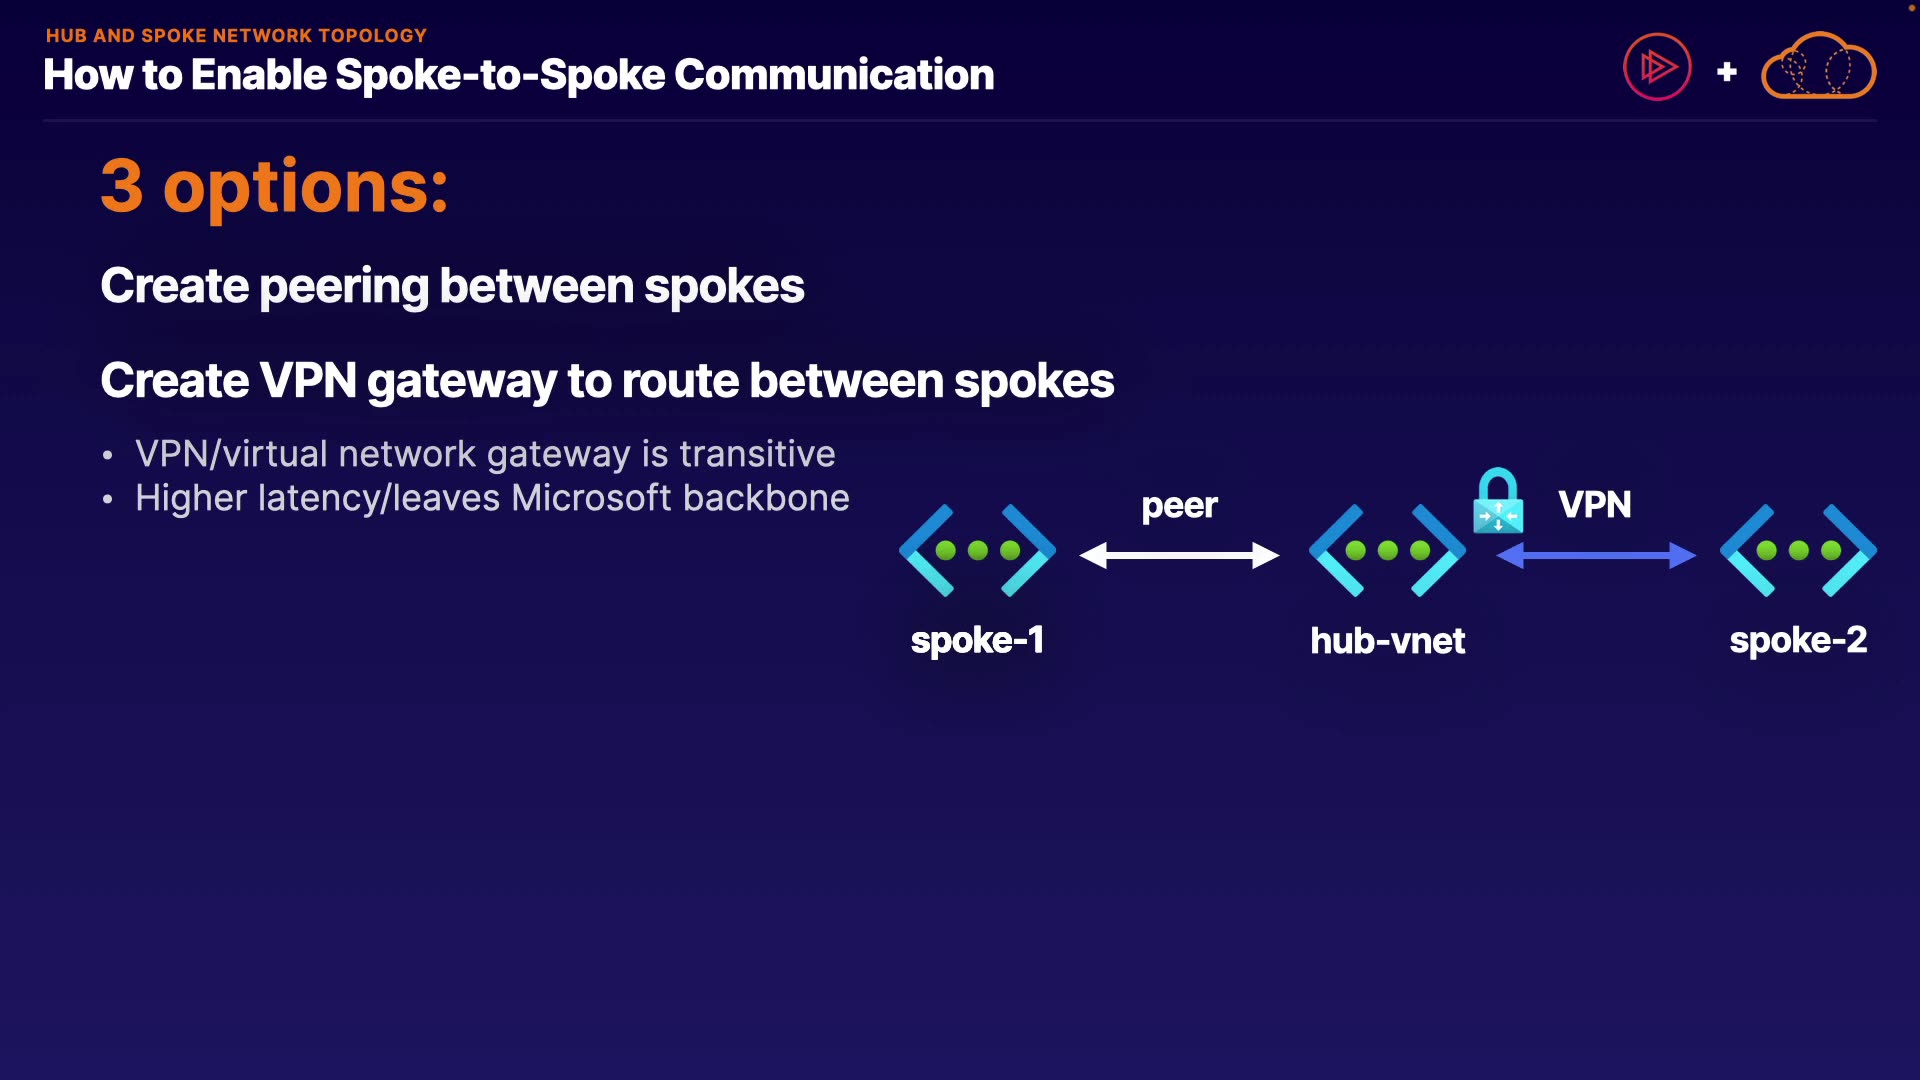 HUB AND SPOKE NETWORK TOPOLOGY
How to Enable Spoke-to-Spoke Communication
+
3 options:
Create peering between spokes
Create VPN gateway to route between spokes
• VPN/virtual network gateway is transitive
• Higher latency/leaves Microsoft backbone
peer
VPN
spoke-1
hub-vnet
spoke-2